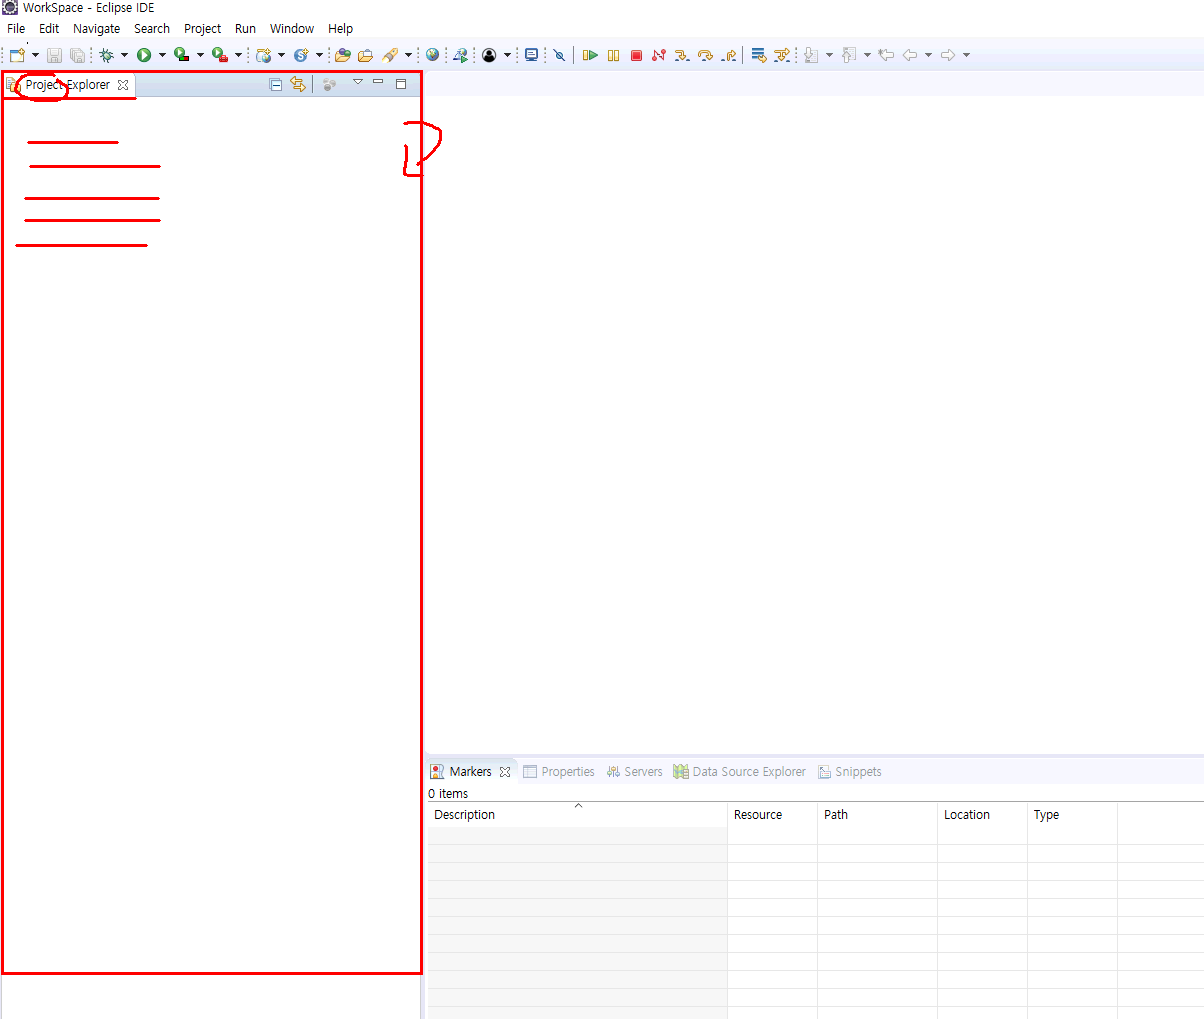 WorkSpace - Eclipse IDE
File Edit Navigate Search Project Run Window Help
Project Explorer
Markers Properties Servers Data Source Explorer Snippets
0 items
Description Resource Path Location Type